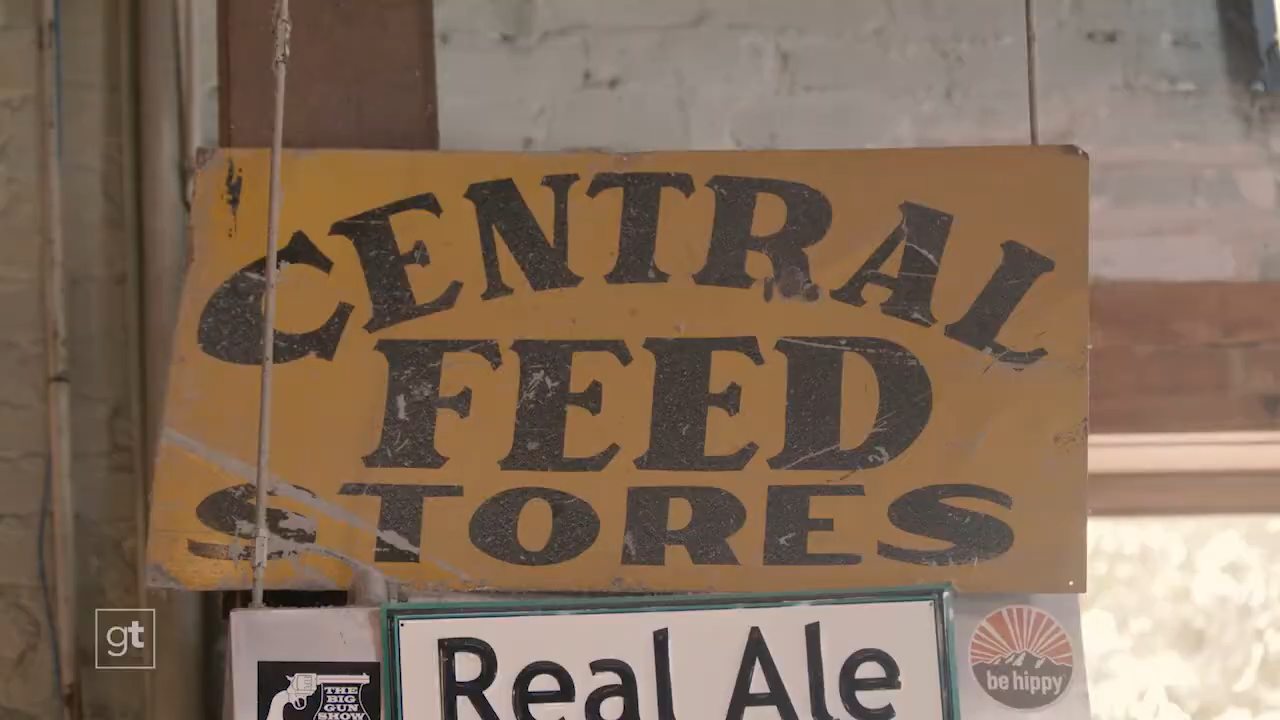 CENTRAL
FEED
STORES
gt
Real Ale
be hippy
THE
BIG
GUN
SHOW